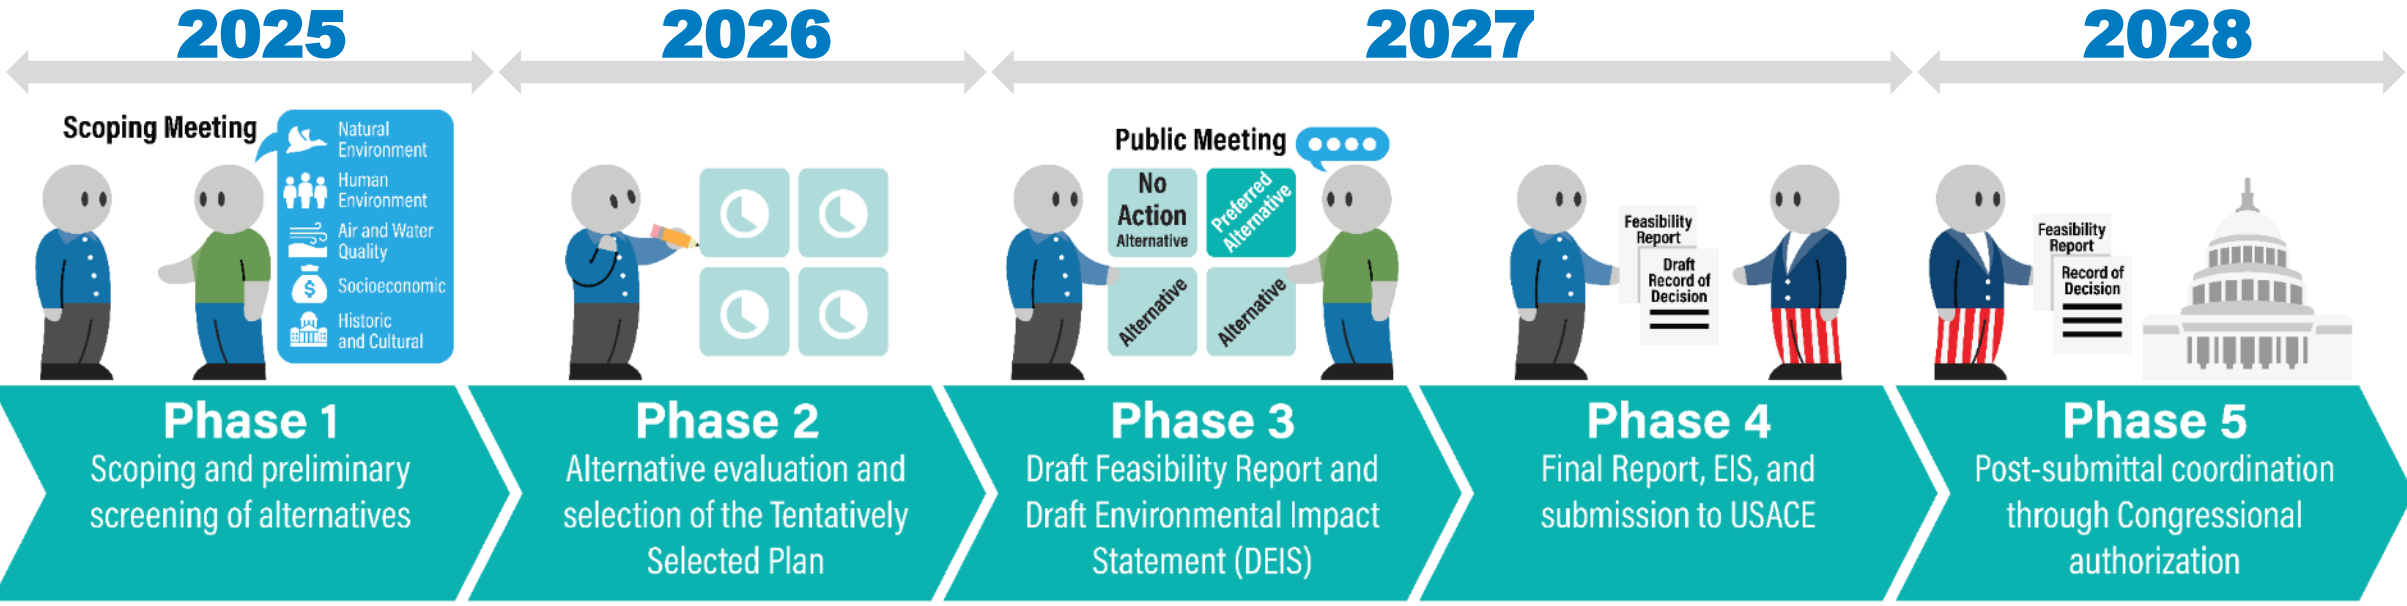 2025
2026
2027
2028
Scoping Meeting
Natural
Environment
Human
Environment
Air and Water
Quality
$
Socioeconomic
Historic
and Cultural
Public Meeting
No
Action
Alternative
Preferred
Alternative
Alternative
Alternative
Feasibility
Report
Draft
Record of
Decision
Feasibility
Report
Record of
Decision
Phase 1
Scoping and preliminary
screening of alternatives
Phase 2
Alternative evaluation and
selection of the Tentatively
Selected Plan
Phase 3
Draft Feasibility Report and
Draft Environmental Impact
Statement (DEIS)
Phase 4
Final Report, EIS, and
submission to USACE
Phase 5
Post-submittal coordination
through Congressional
authorization